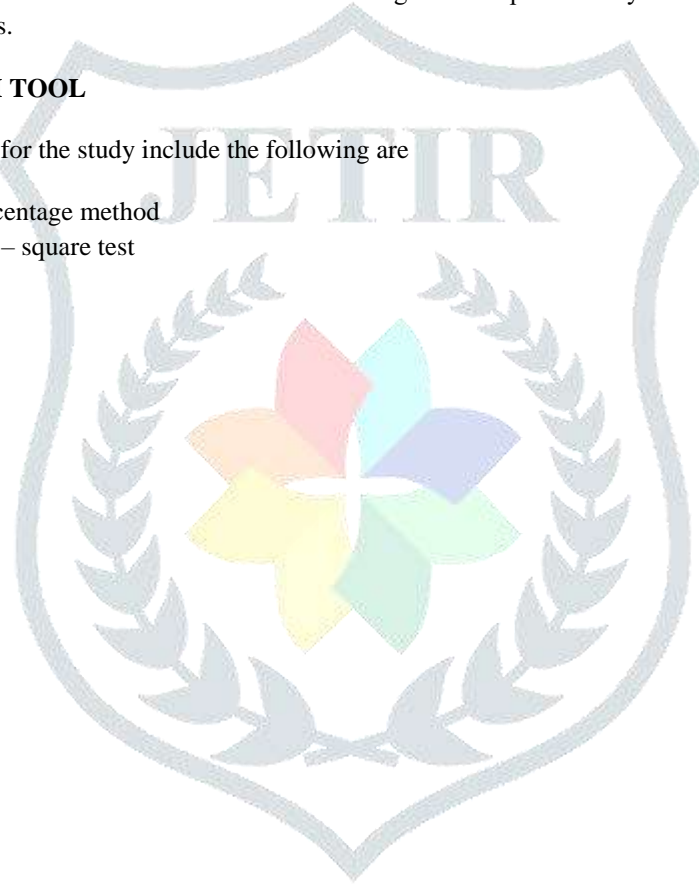 s.
TOOL
for the study include the following are
centage method
– square test
JETIR